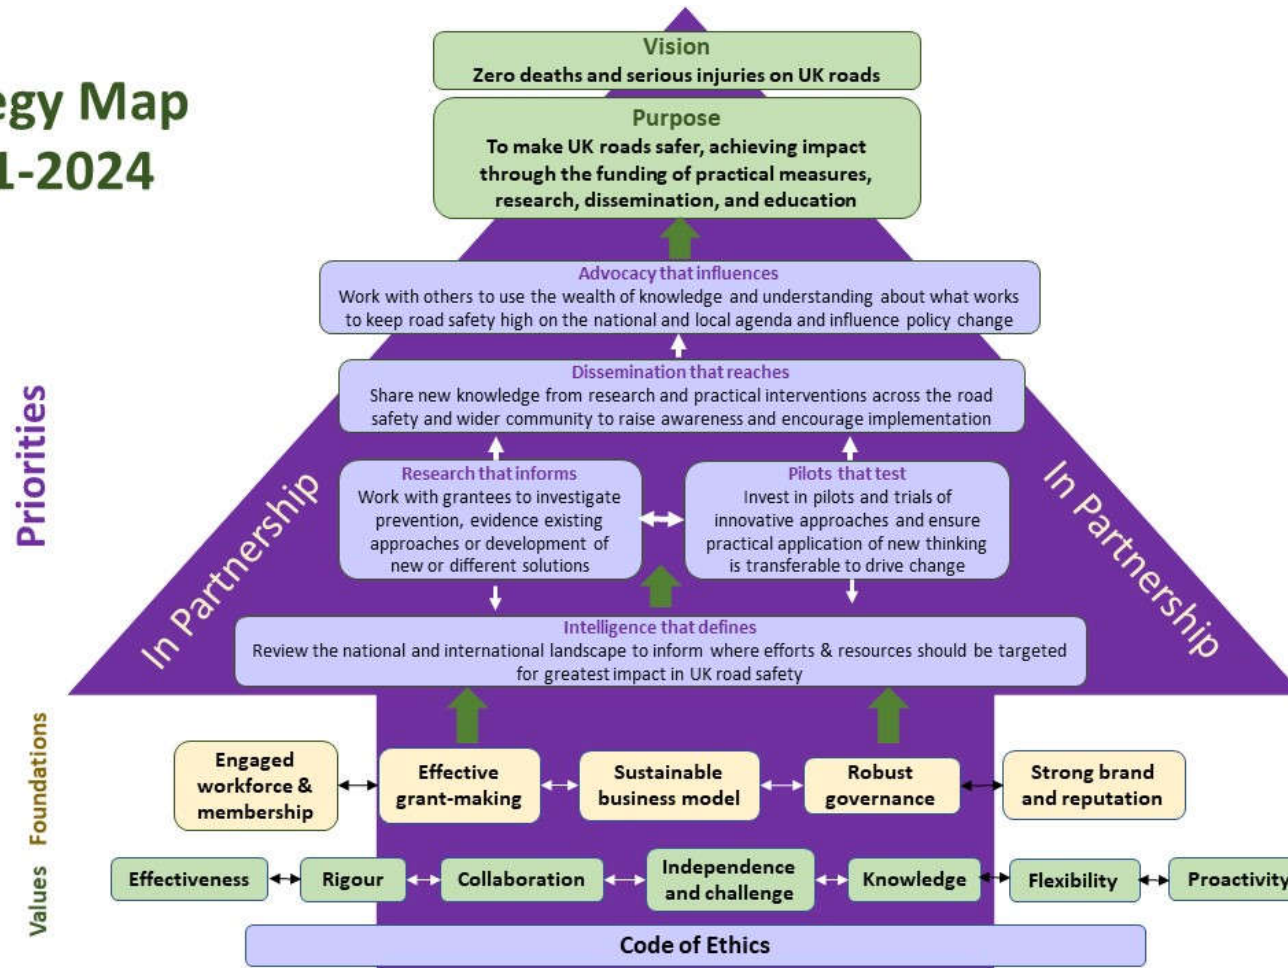 egy Map
1-2024
Vision
Zero deaths and serious injuries on UK roads
Purpose
To make UK roads safer, achieving impact
through the funding of practical measures,
research, dissemination, and education
Advocacy that influences
Work with others to use the wealth of knowledge and understanding about what works
to keep road safety high on the national and local agenda and influence policy change
Dissemination that reaches
Share new knowledge from research and practical interventions across the road
safety and wider community to raise awareness and encourage implementation
Priorities
In Partnership
Research that informs
Work with grantees to investigate
prevention, evidence existing
approaches or development of
new or different solutions
Pilots that test
Invest in pilots and trials of
innovative approaches and ensure
practical application of new thinking
is transferable to drive change
In Partnership
Intelligence that defines
Review the national and international landscape to inform where efforts & resources should be targeted
for greatest impact in UK road safety
Foundations
Engaged
workforce &
membership
Effective
grant-making
Sustainable
business model
Robust
governance
Strong brand
and reputation
Values
Effectiveness
Rigour
Collaboration
Independence
and challenge
Knowledge
Flexibility
Proactivity
Code of Ethics